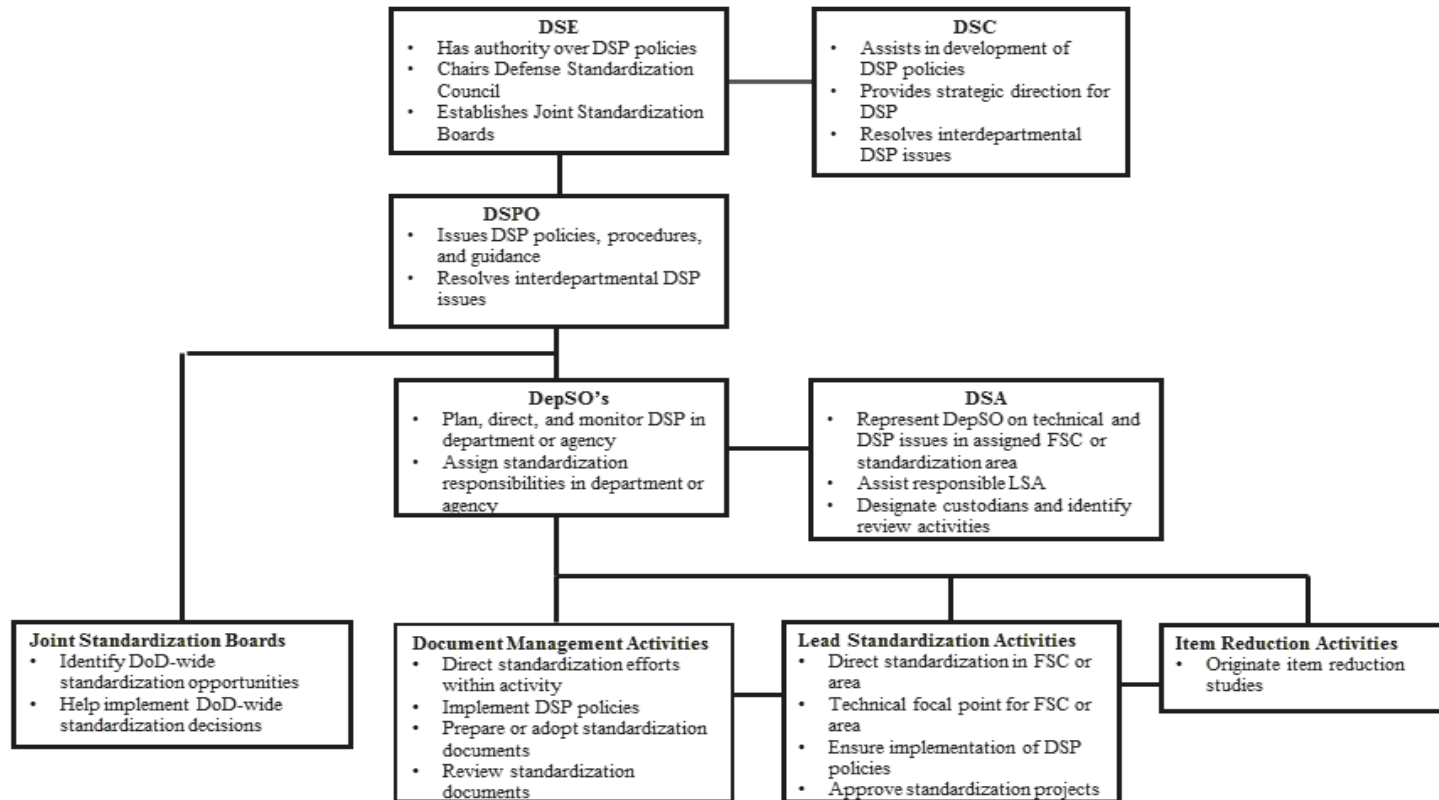 DSE
• Has authority over DSP policies
• Chairs Defense Standardization
Council
• Establishes Joint Standardization
Boards
DSC
• Assists in development of
DSP policies
• Provides strategic direction for
DSP
• Resolves interdepartmental
DSP issues
DSPO
• Issues DSP policies, procedures,
and guidance
• Resolves interdepartmental DSP
issues
DepSO’s
• Plan, direct, and monitor DSP in
department or agency
• Assign standardization
responsibilities in department or
agency
DSA
• Represent DepSO on technical and
DSP issues in assigned FSC or
standardization area
• Assist responsible LSA
• Designate custodians and identify
review activities
Joint Standardization Boards
• Identify DoD-wide
standardization opportunities
• Help implement DoD-wide
standardization decisions
Document Management Activities
• Direct standardization efforts
within activity
• Implement DSP policies
• Prepare or adopt standardization
documents
• Review standardization
documents
Lead Standardization Activities
• Direct standardization in FSC or
area
• Technical focal point for FSC or
area
• Ensure implementation of DSP
policies
• Approve standardization projects
Item Reduction Activities
• Originate item reduction
studies